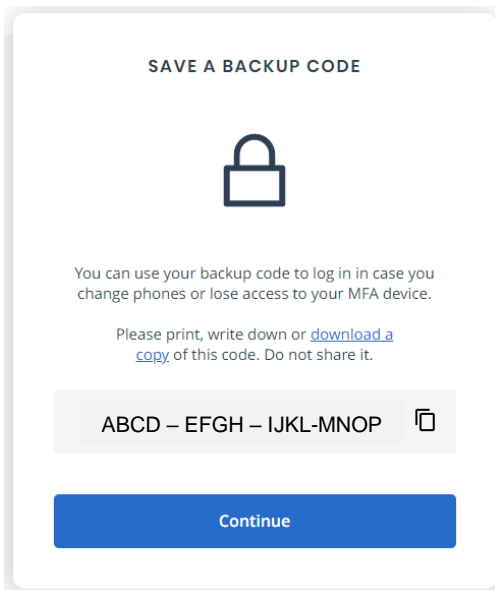 SAVE A BACKUP CODE
You can use your backup code to log in in case you
change phones or lose access to your MFA device.
Please print, write down or download a
copy of this code. Do not share it.
ABCD – EFGH – IJKL-MNOP
Continue